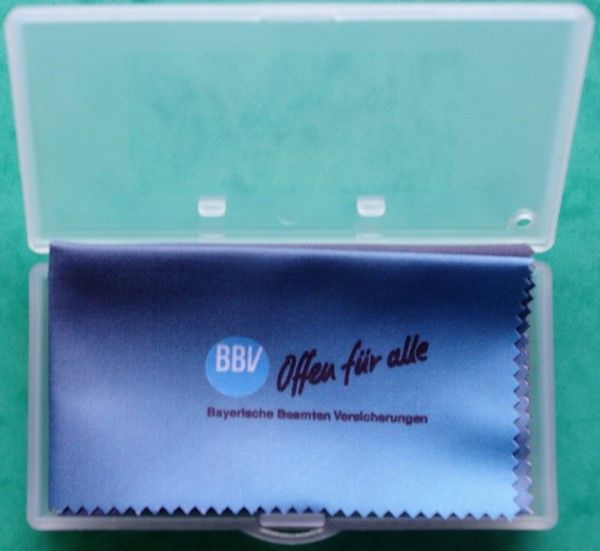 BBV Offen für alle
Bayerische Beamten Versicherungen